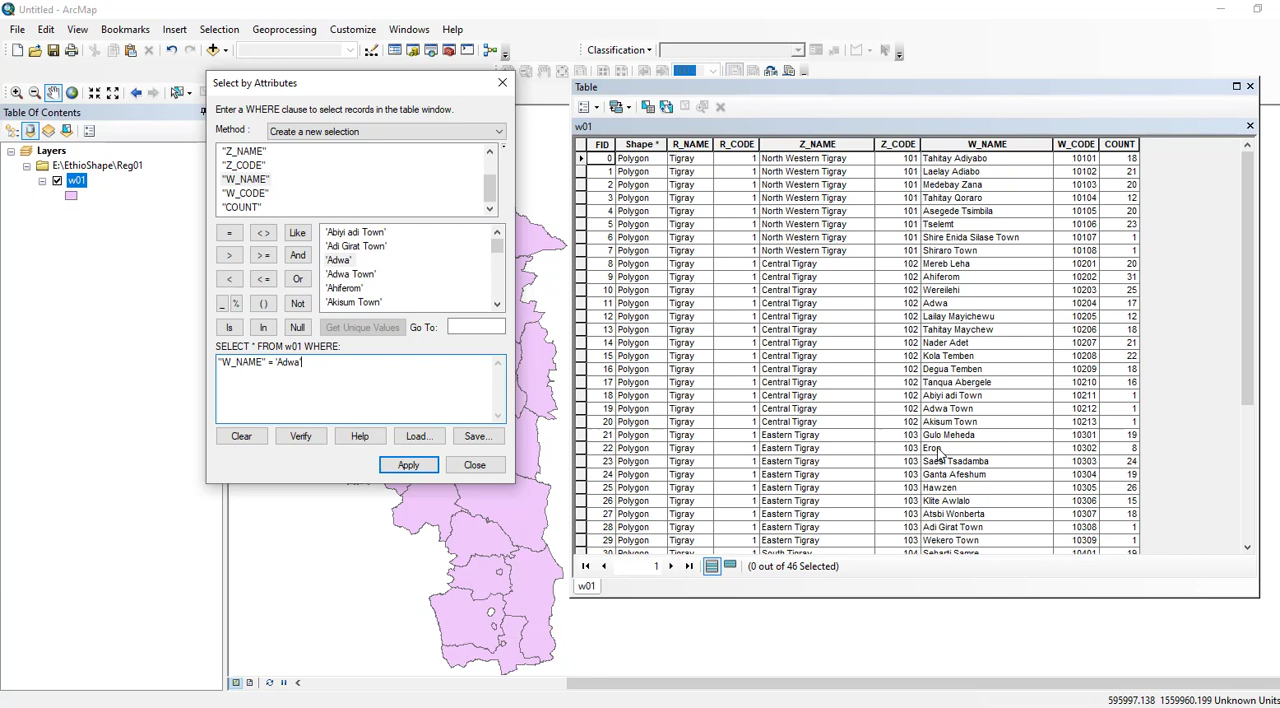 Untitled - ArcMap
File Edit View Bookmarks Insert Selection Geoprocessing Customize Windows Help
Classification
Table Of Contents
Layers
E:\EthioShape\Reg01
w01
Select by Attributes
Enter a WHERE clause to select records in the table window.
Method : Create a new selection
"Z_NAME"
"Z_CODE"
"W_NAME"
"W_CODE"
"COUNT"
= < > Like
> > = And
< < = Or
_ % ( ) Not
Is In Null
'Abiyi adi Town'
'Adi Girat Town'
'Adwa'
'Adwa Town'
'Ahiferom'
'Akisum Town'
Get Unique Values Go To:
SELECT * FROM w01 WHERE:
"W_NAME" = 'Adwa'
Clear Verify Help Load... Save...
Apply Close
Table
w01
FID Shape * R_NAME R_CODE Z_NAME Z_CODE W_NAME W_CODE COUNT
0 Polygon Tigray 1 North Western Tigray 101 Tahitay Adiyabo 10101 18
1 Polygon Tigray 1 North Western Tigray 101 Laelay Adiabo 10102 21
2 Polygon Tigray 1 North Western Tigray 101 Medebay Zana 10103 20
3 Polygon Tigray 1 North Western Tigray 101 Tahitay Qoraro 10104 12
4 Polygon Tigray 1 North Western Tigray 101 Asegede Tsimbila 10105 20
5 Polygon Tigray 1 North Western Tigray 101 Tselemt 10106 23
6 Polygon Tigray 1 North Western Tigray 101 Shire Enida Silase Town 10107 1
7 Polygon Tigray 1 North Western Tigray 101 Shiraro Town 10108 1
8 Polygon Tigray 1 Central Tigray 102 Mereb Leha 10201 20
9 Polygon Tigray 1 Central Tigray 102 Ahiferom 10202 31
10 Polygon Tigray 1 Central Tigray 102 Wereilehi 10203 25
11 Polygon Tigray 1 Central Tigray 102 Adwa 10204 17
12 Polygon Tigray 1 Central Tigray 102 Lailay Mayichewu 10205 12
13 Polygon Tigray 1 Central Tigray 102 Tahitay Maychew 10206 18
14 Polygon Tigray 1 Central Tigray 102 Nader Adet 10207 21
15 Polygon Tigray 1 Central Tigray 102 Kola Temben 10208 22
16 Polygon Tigray 1 Central Tigray 102 Degua Temben 10209 18
17 Polygon Tigray 1 Central Tigray 102 Tanqua Abergele 10210 16
18 Polygon Tigray 1 Central Tigray 102 Abiyi adi Town 10211 1
19 Polygon Tigray 1 Central Tigray 102 Adwa Town 10212 1
20 Polygon Tigray 1 Central Tigray 102 Akisum Town 10213 1
21 Polygon Tigray 1 Eastern Tigray 103 Gulo Meheda 10301 19
22 Polygon Tigray 1 Eastern Tigray 103 Erop 10302 8
23 Polygon Tigray 1 Eastern Tigray 103 Saesi Tsadamba 10303 24
24 Polygon Tigray 1 Eastern Tigray 103 Ganta Afeshum 10304 19
25 Polygon Tigray 1 Eastern Tigray 103 Hawzen 10305 26
26 Polygon Tigray 1 Eastern Tigray 103 Klite Awlalo 10306 15
27 Polygon Tigray 1 Eastern Tigray 103 Atsbi Wonberta 10307 18
28 Polygon Tigray 1 Eastern Tigray 103 Adi Girat Town 10308 1
29 Polygon Tigray 1 Eastern Tigray 103 Wekero Town 10309 1
30 Polygon Tigray 1 South Tigray 104 Seharti Samre 10401 19
1 (0 out of 46 Selected)
w01
595997.138 1559960.199 Unknown Units